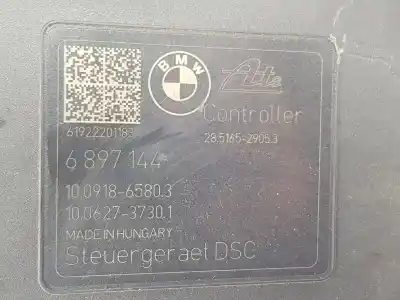 BMW
Ate
Controller
61922201183
28.5165-2905.3
6 897 144
10.0918-6580.3
10.0627-3730.1
MADE IN HUNGARY
Steuergeraet DSC